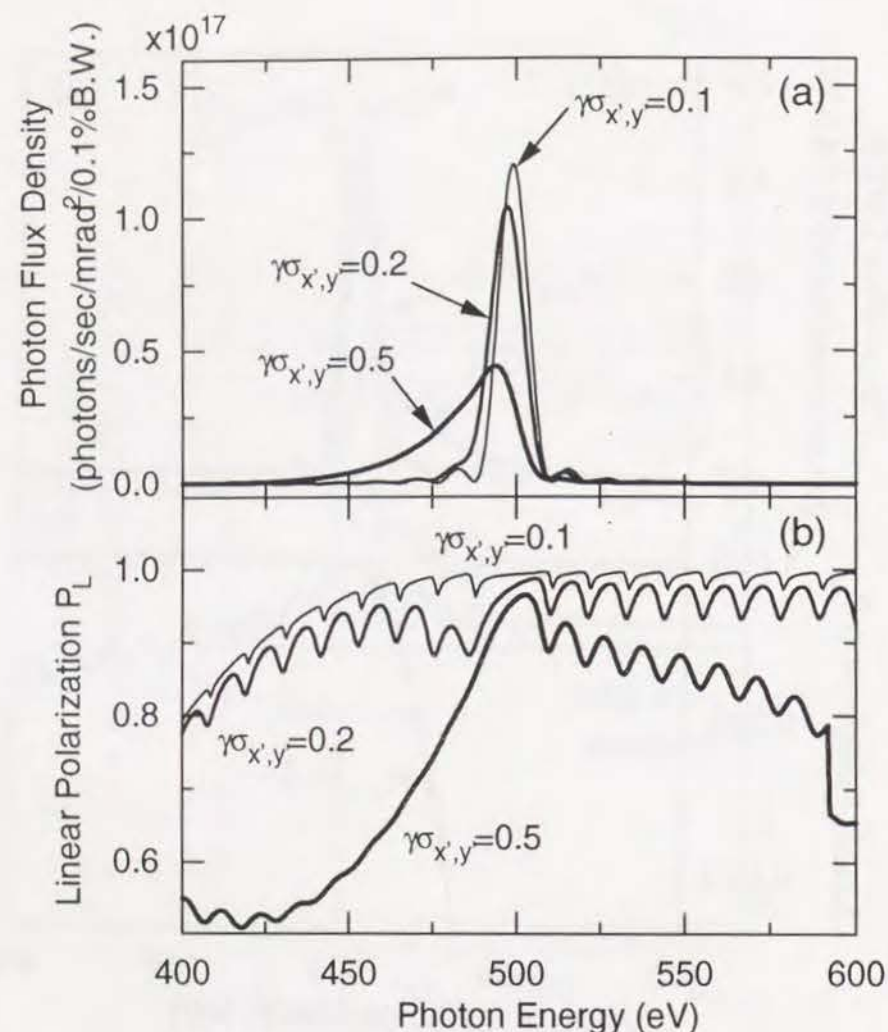 x10^17
Photon Flux Density
(photons/sec/mrad²/0.1%B.W.)
1.5
1.0
0.5
0.0
(a)
γσx',y'=0.1
γσx',y'=0.2
γσx',y'=0.5
Linear Polarization P_L
1.0
0.8
0.6
(b)
γσx',y'=0.1
γσx',y'=0.2
γσx',y'=0.5
400
450
500
550
600
Photon Energy (eV)